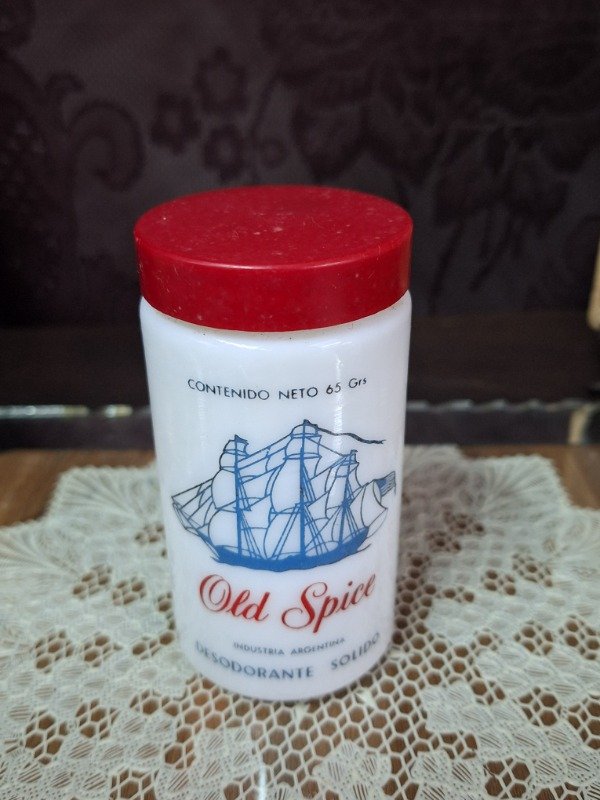 CONTENIDO NETO 65 Grs
Old Spice
INDUSTRIA ARGENTINA
DESODORANTE SOLIDO